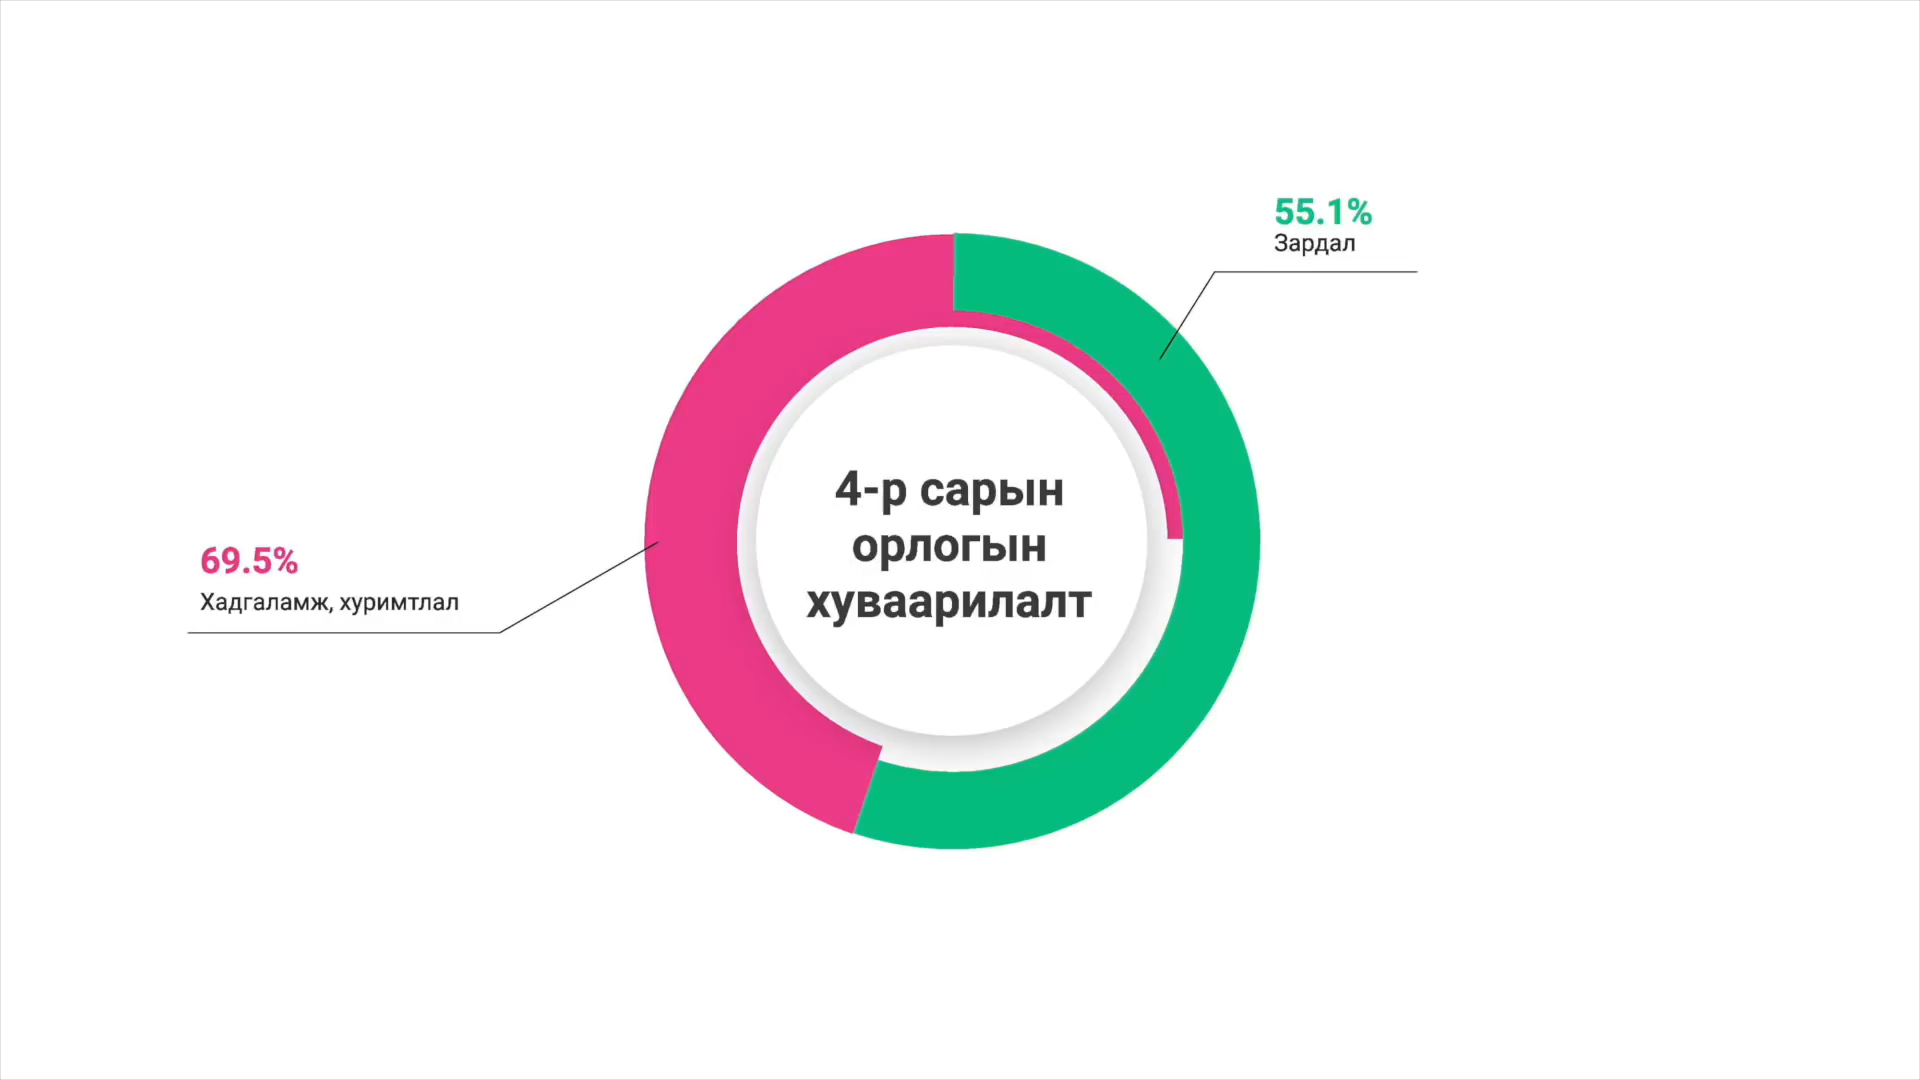 55.1%
Зардал
4-р сарын
орлогын
хуваарилалт
69.5%
Хадгаламж, хуримтлал